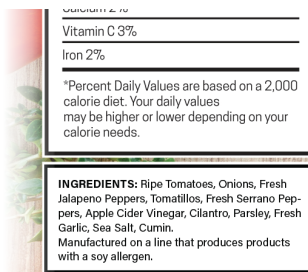 Calcium 2%
Vitamin C 3%
Iron 2%
*Percent Daily Values are based on a 2,000
calorie diet. Your daily values
may be higher or lower depending on your
calorie needs.
INGREDIENTS: Ripe Tomatoes, Onions, Fresh
Jalapeno Peppers, Tomatillos, Fresh Serrano Pep-
pers, Apple Cider Vinegar, Cilantro, Parsley, Fresh
Garlic, Sea Salt, Cumin.
Manufactured on a line that produces products
with a soy allergen.